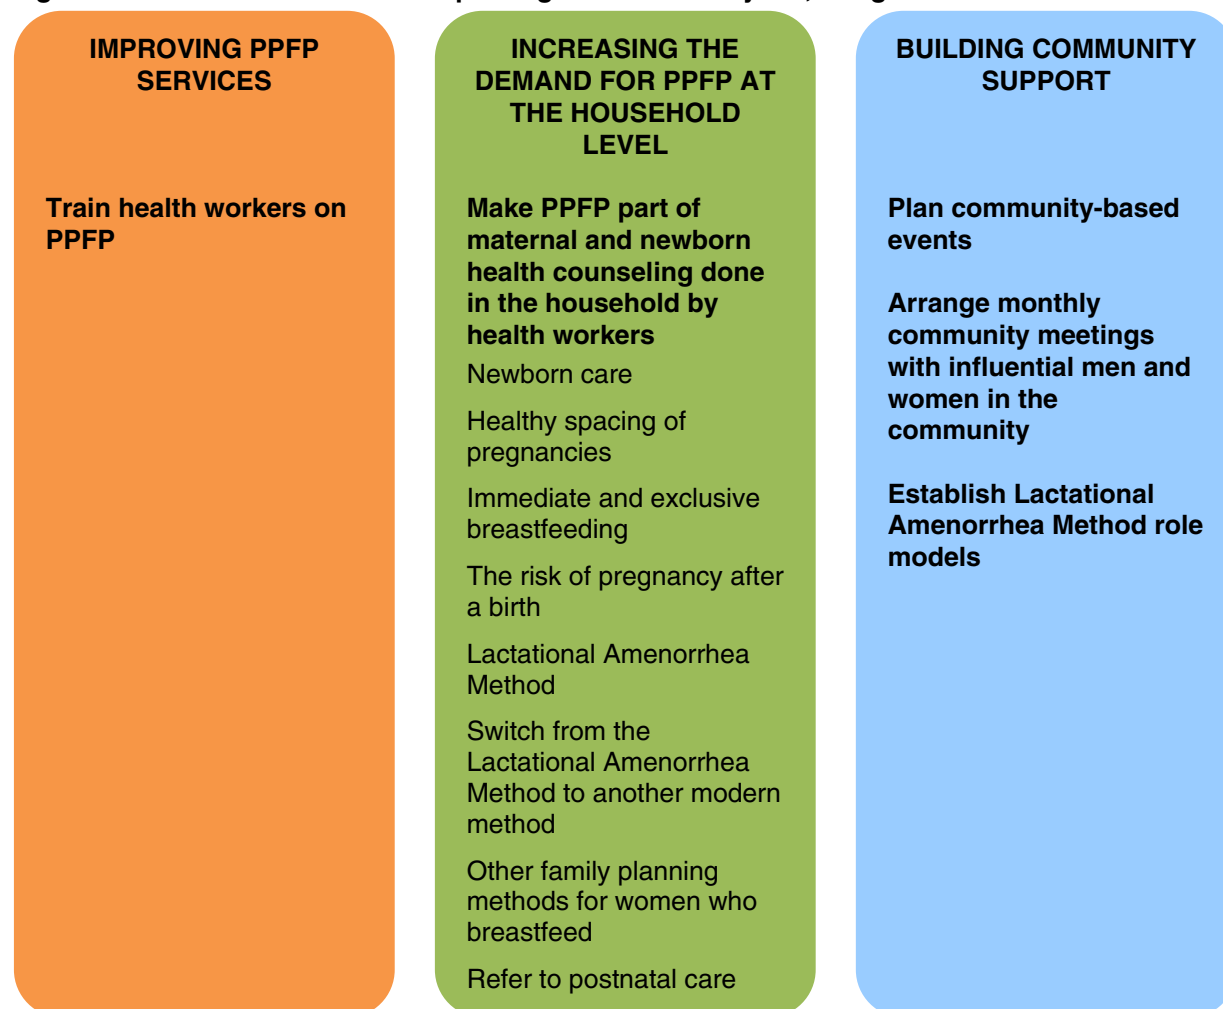 IMPROVING PPFP
SERVICES
Train health workers on
PPFP
INCREASING THE
DEMAND FOR PPFP AT
THE HOUSEHOLD
LEVEL
Make PPFP part of
maternal and newborn
health counseling done
in the household by
health workers
Newborn care
Healthy spacing of
pregnancies
Immediate and exclusive
breastfeeding
The risk of pregnancy after
a birth
Lactational Amenorrhea
Method
Switch from the
Lactational Amenorrhea
Method to another modern
method
Other family planning
methods for women who
breastfeed
Refer to postnatal care
BUILDING COMMUNITY
SUPPORT
Plan community-based
events
Arrange monthly
community meetings
with influential men and
women in the
community
Establish Lactational
Amenorrhea Method role
models